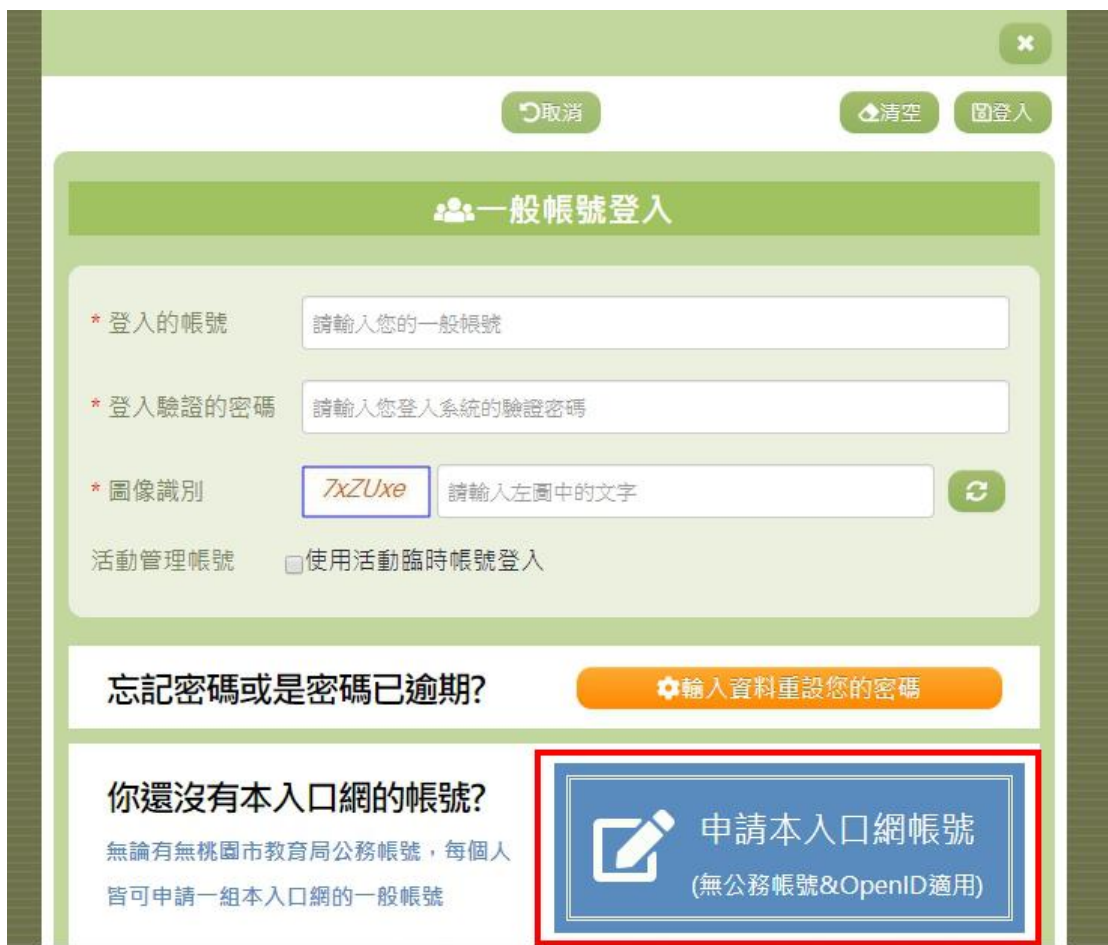 取消
清空
登入
一般帳號登入
* 登入的帳號
請輸入您的一般帳號
* 登入驗證的密碼
請輸入您登入系統的驗證密碼
* 圖像識別
7xZUxe
請輸入左圖中的文字
活動管理帳號
使用活動臨時帳號登入
忘記密碼或是密碼已逾期?
輸入資料重設您的密碼
你還沒有本入口網的帳號?
無論有無桃園市教育局公務帳號，每個人
皆可申請一組本入口網的一般帳號
申請本入口網帳號
(無公務帳號&OpenID適用)